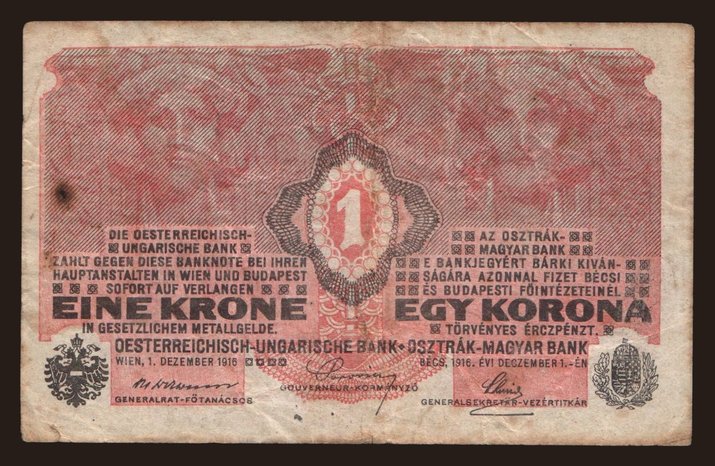 1
DIE OESTERREICHISCH-
UNGARISCHE BANK
ZAHLT GEGEN DIESE BANKNOTE BEI IHREN
HAUPTANSTALTEN IN WIEN UND BUDAPEST
SOFORT AUF VERLANGEN
EINE KRONE
IN GESETZLICHEM METALLGELDE.
AZ OSZTRÁK-
MAGYAR BANK
E BANKJEGYÉRT BÁRKI KIVÁN-
SÁGÁRA AZONNAL FIZET BÉCSI
ÉS BUDAPESTI FŐINTÉZETEINÉL
EGY KORONA
TÖRVÉNYES ÉRCZPÉNZT.
OESTERREICHISCH-UNGARISCHE BANK • OSZTRÁK-MAGYAR BANK
WIEN, 1. DEZEMBER 1916
BÉCS, 1916. ÉVI DECZEMBER 1.-ÉN
GENERALRAT-FŐTANÁCSOS
GOUVERNEUR-KORMÁNYZÓ
GENERALSEKRETÄR-VEZÉRTITKÁR